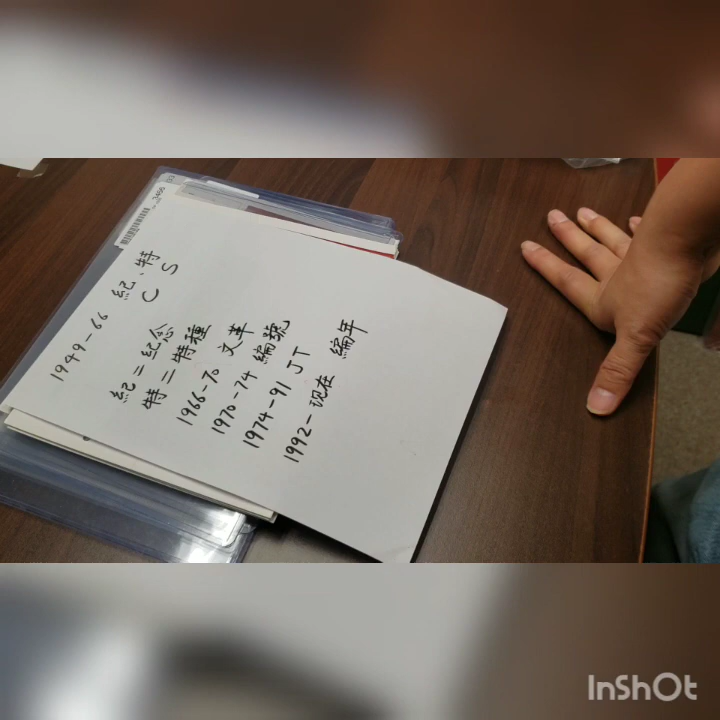 1949-66 紀.特
C S
紀=紀念
特=特種
1966-70 文革
1970-74 編號
1974-91 JT
1992-现在 編年
InShOt